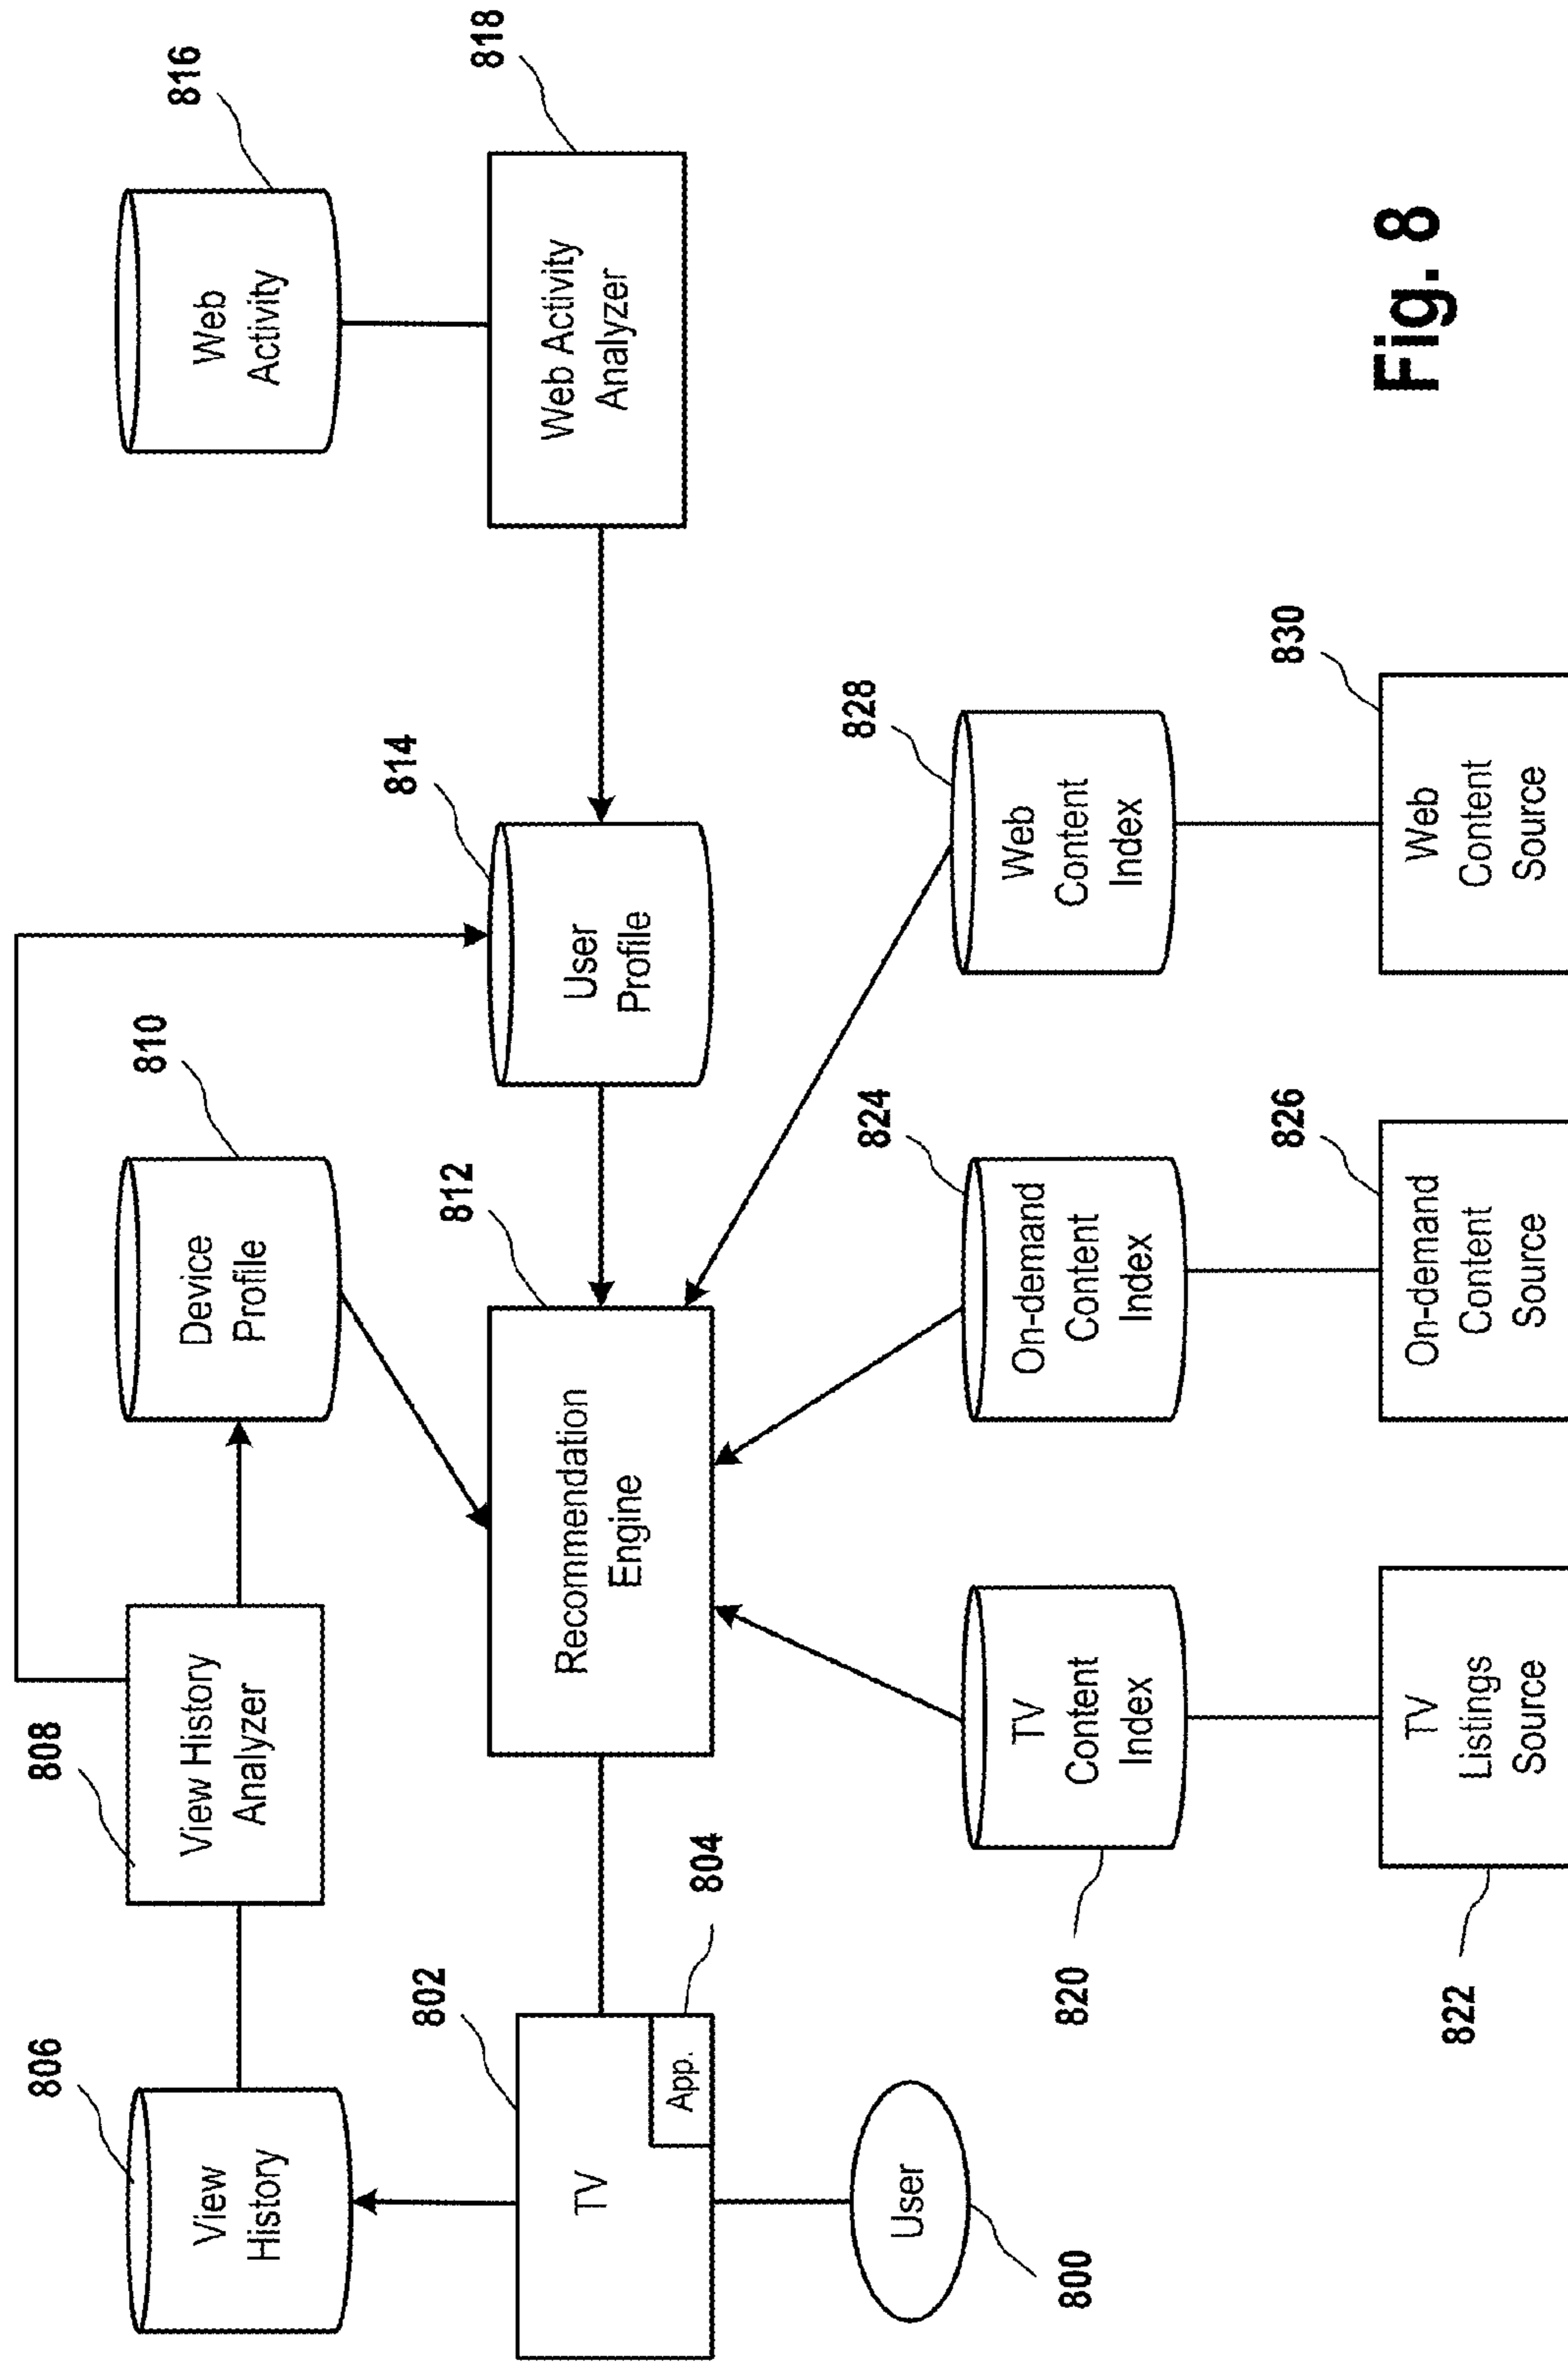 806
View
History
808
View History
Analyzer
810
Device
Profile
816
Web
Activity
802
TV
App.
804
812
Recommendation
Engine
814
User
Profile
818
Web Activity
Analyzer
User
800
820
TV
Content
Index
824
On-demand
Content
Index
828
Web
Content
Index
822
TV
Listings
Source
826
On-demand
Content
Source
830
Web
Content
Source
Fig. 8